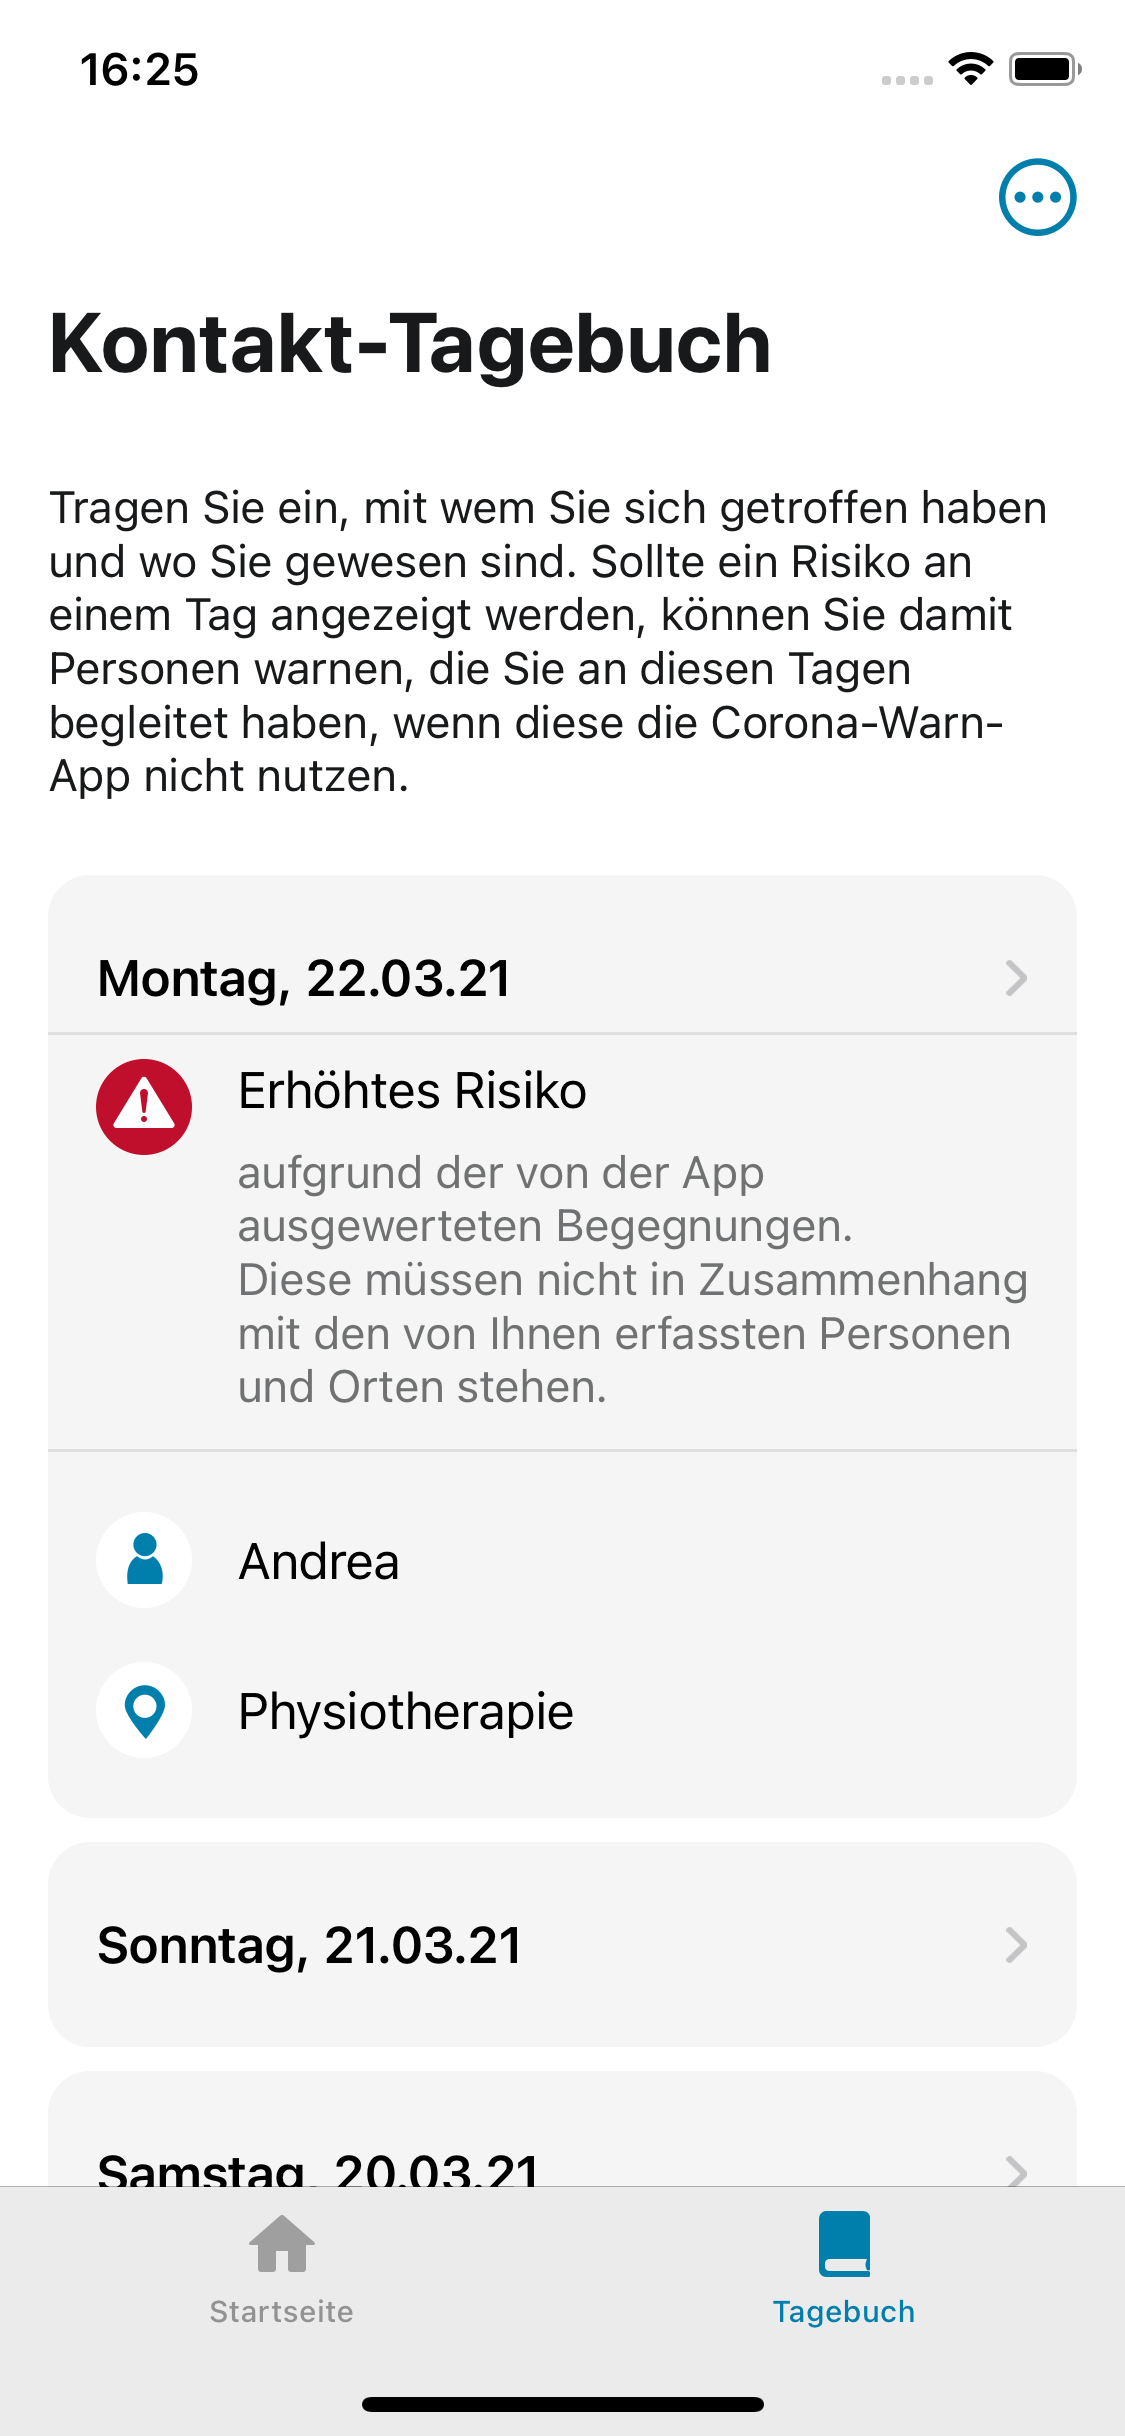 16:25
Kontakt-Tagebuch
Tragen Sie ein, mit wem Sie sich getroffen haben
und wo Sie gewesen sind. Sollte ein Risiko an
einem Tag angezeigt werden, können Sie damit
Personen warnen, die Sie an diesen Tagen
begleitet haben, wenn diese die Corona-Warn-
App nicht nutzen.
Montag, 22.03.21
Erhöhtes Risiko
aufgrund der von der App
ausgewerteten Begegnungen.
Diese müssen nicht in Zusammenhang
mit den von Ihnen erfassten Personen
und Orten stehen.
Andrea
Physiotherapie
Sonntag, 21.03.21
Samstag, 20.03.21
Startseite
Tagebuch